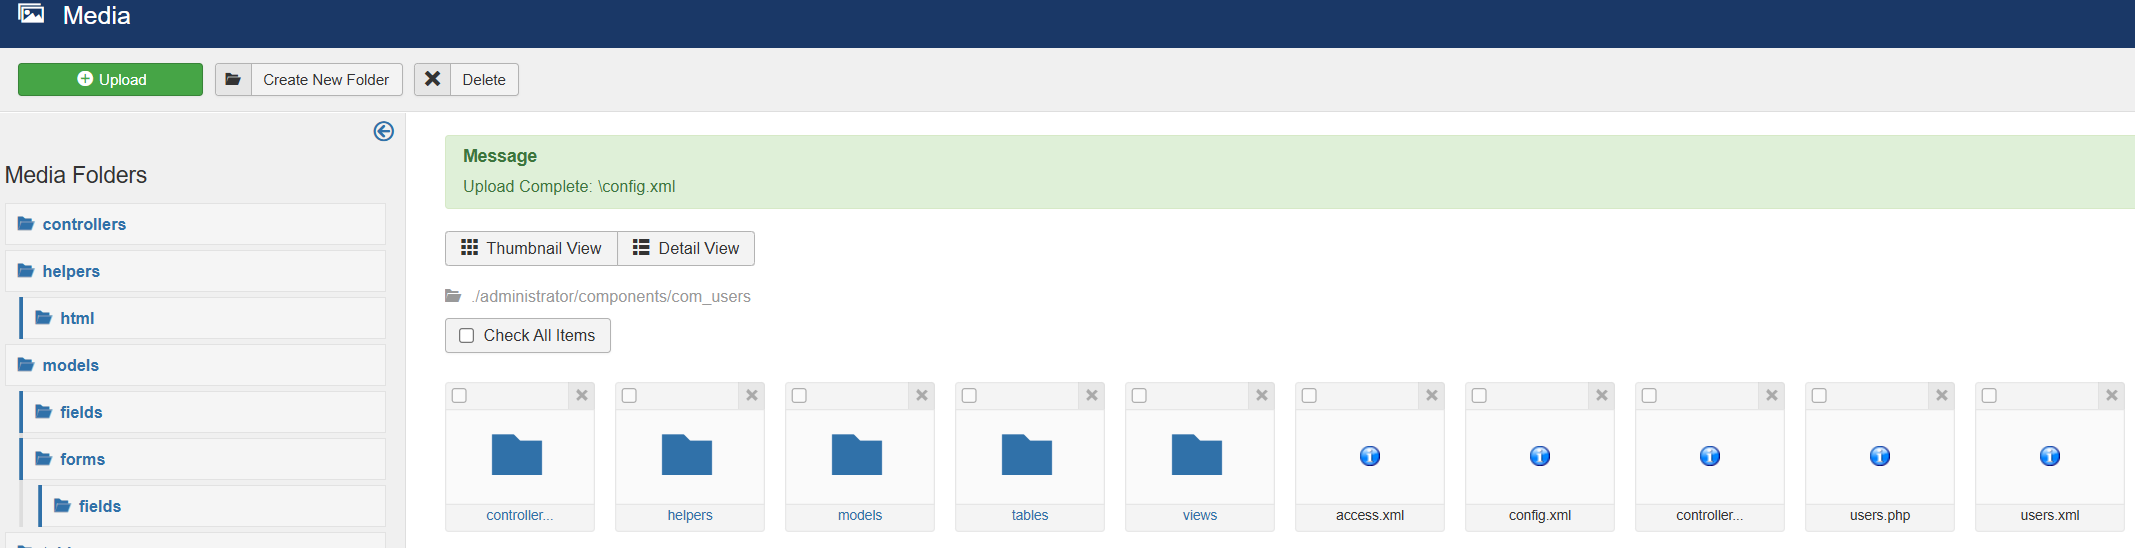 Media
Upload
Create New Folder
Delete
Media Folders
controllers
helpers
html
models
fields
forms
fields
Message
Upload Complete: \config.xml
Thumbnail View
Detail View
./administrator/components/com_users
Check All Items
controller...
helpers
models
tables
views
access.xml
config.xml
controller...
users.php
users.xml